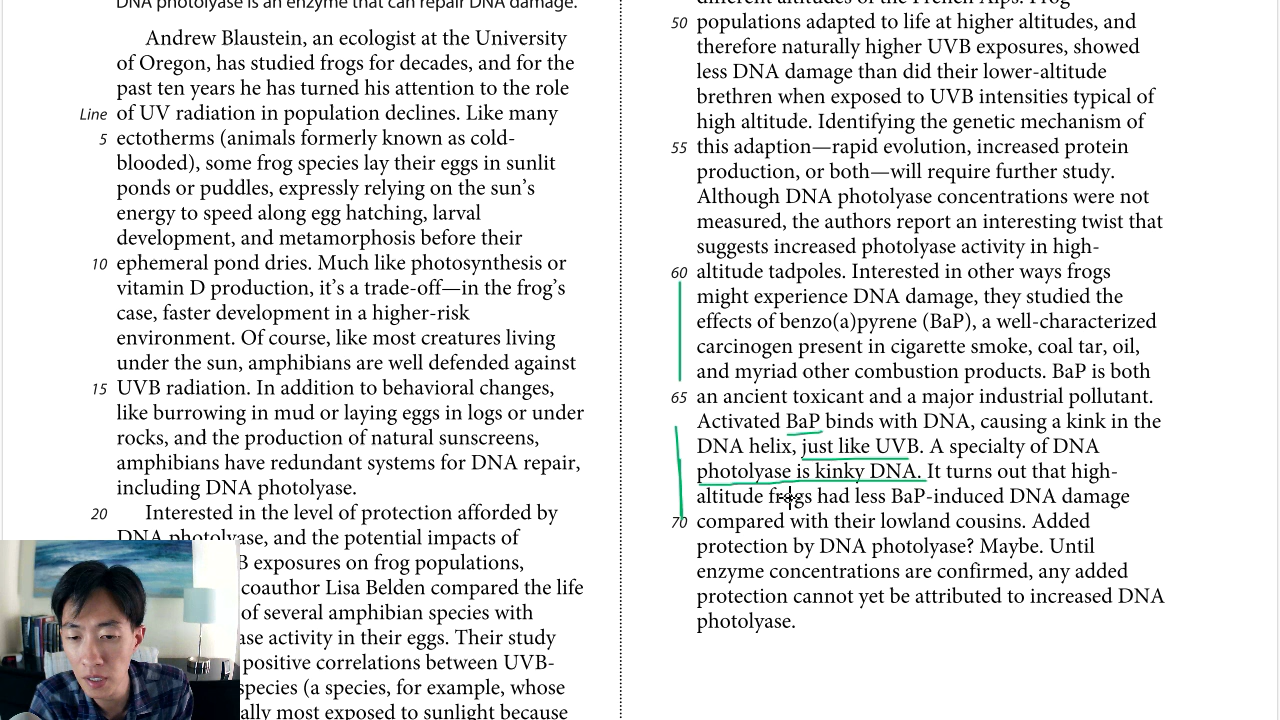 DNA photolyase is an enzyme that can repair DNA damage.
Andrew Blaustein, an ecologist at the University
of Oregon, has studied frogs for decades, and for the
past ten years he has turned his attention to the role
Line of UV radiation in population declines. Like many
5 ectotherms (animals formerly known as cold-
blooded), some frog species lay their eggs in sunlit
ponds or puddles, expressly relying on the sun’s
energy to speed along egg hatching, larval
development, and metamorphosis before their
10 ephemeral pond dries. Much like photosynthesis or
vitamin D production, it’s a trade-off—in the frog’s
case, faster development in a higher-risk
environment. Of course, like most creatures living
under the sun, amphibians are well defended against
15 UVB radiation. In addition to behavioral changes,
like burrowing in mud or laying eggs in logs or under
rocks, and the production of natural sunscreens,
amphibians have redundant systems for DNA repair,
including DNA photolyase.
20 Interested in the level of protection afforded by
DNA photolyase, and the potential impacts of
B exposures on frog populations,
coauthor Lisa Belden compared the life
of several amphibian species with
ase activity in their eggs. Their study
positive correlations between UVB-
species (a species, for example, whose
ally most exposed to sunlight because
different altitudes of the French Alps. Frog
50 populations adapted to life at higher altitudes, and
therefore naturally higher UVB exposures, showed
less DNA damage than did their lower-altitude
brethren when exposed to UVB intensities typical of
high altitude. Identifying the genetic mechanism of
55 this adaption—rapid evolution, increased protein
production, or both—will require further study.
Although DNA photolyase concentrations were not
measured, the authors report an interesting twist that
suggests increased photolyase activity in high-
60 altitude tadpoles. Interested in other ways frogs
might experience DNA damage, they studied the
effects of benzo(a)pyrene (BaP), a well-characterized
carcinogen present in cigarette smoke, coal tar, oil,
and myriad other combustion products. BaP is both
65 an ancient toxicant and a major industrial pollutant.
Activated BaP binds with DNA, causing a kink in the
DNA helix, just like UVB. A specialty of DNA
photolyase is kinky DNA. It turns out that high-
altitude frogs had less BaP-induced DNA damage
70 compared with their lowland cousins. Added
protection by DNA photolyase? Maybe. Until
enzyme concentrations are confirmed, any added
protection cannot yet be attributed to increased DNA
photolyase.